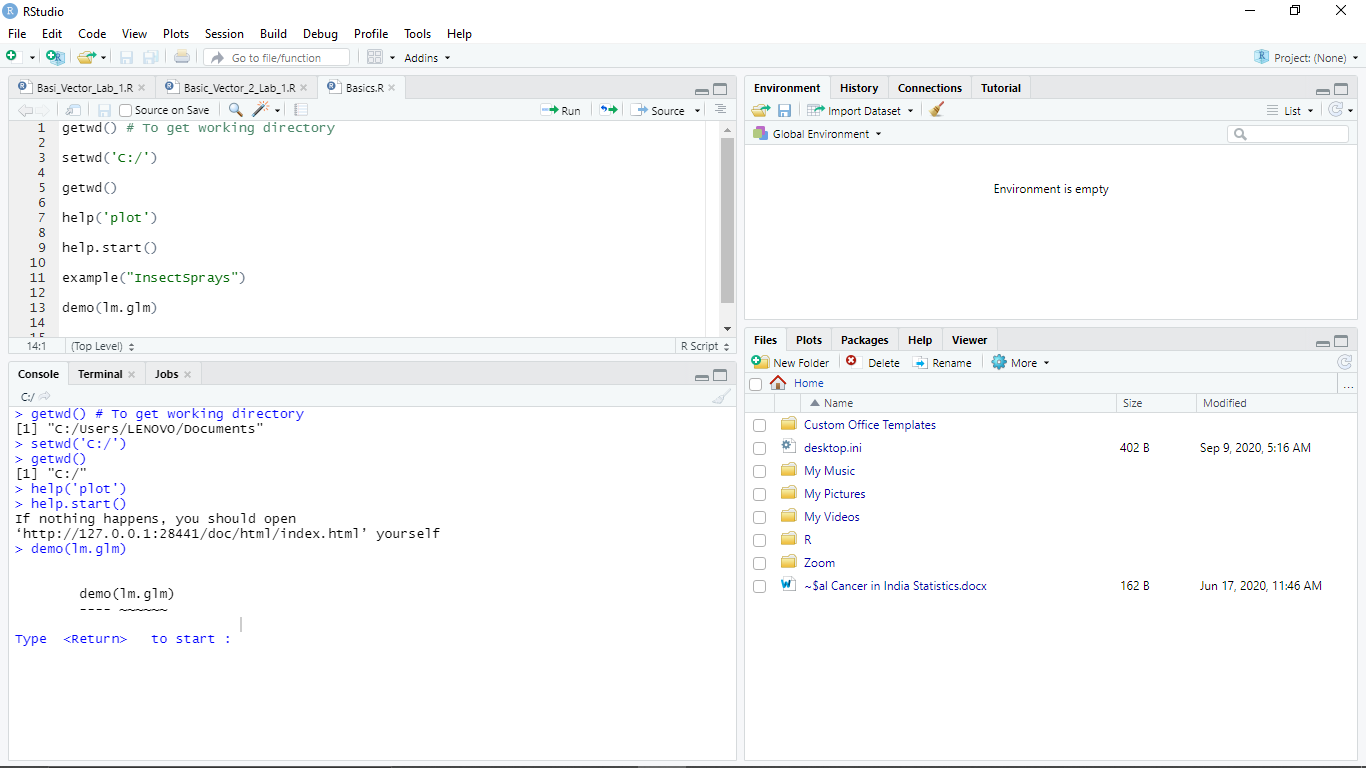 RStudio
File Edit Code View Plots Session Build Debug Profile Tools Help
Go to file/function Addins Project: (None)
Basi_Vector_Lab_1.R Basic_Vector_2_Lab_1.R Basics.R
Source on Save Run Source
1 getwd() # To get working directory
2
3 setwd('C:/')
4
5 getwd()
6
7 help('plot')
8
9 help.start()
10
11 example("InsectSprays")
12
13 demo(lm.glm)
14
15
14:1 (Top Level) R Script
Console Terminal Jobs
C:/
> getwd() # To get working directory
[1] "C:/Users/LENOVO/Documents"
> setwd('C:/')
> getwd()
[1] "C:/"
> help('plot')
> help.start()
If nothing happens, you should open
‘http://127.0.0.1:28441/doc/html/index.html’ yourself
> demo(lm.glm)
demo(lm.glm)
---- ~~~~~~
Type <Return> to start :
Environment History Connections Tutorial
Import Dataset List
Global Environment
Environment is empty
Files Plots Packages Help Viewer
New Folder Delete Rename More
Home ...
Name Size Modified
Custom Office Templates
desktop.ini 402 B Sep 9, 2020, 5:16 AM
My Music
My Pictures
My Videos
R
Zoom
~$al Cancer in India Statistics.docx 162 B Jun 17, 2020, 11:46 AM